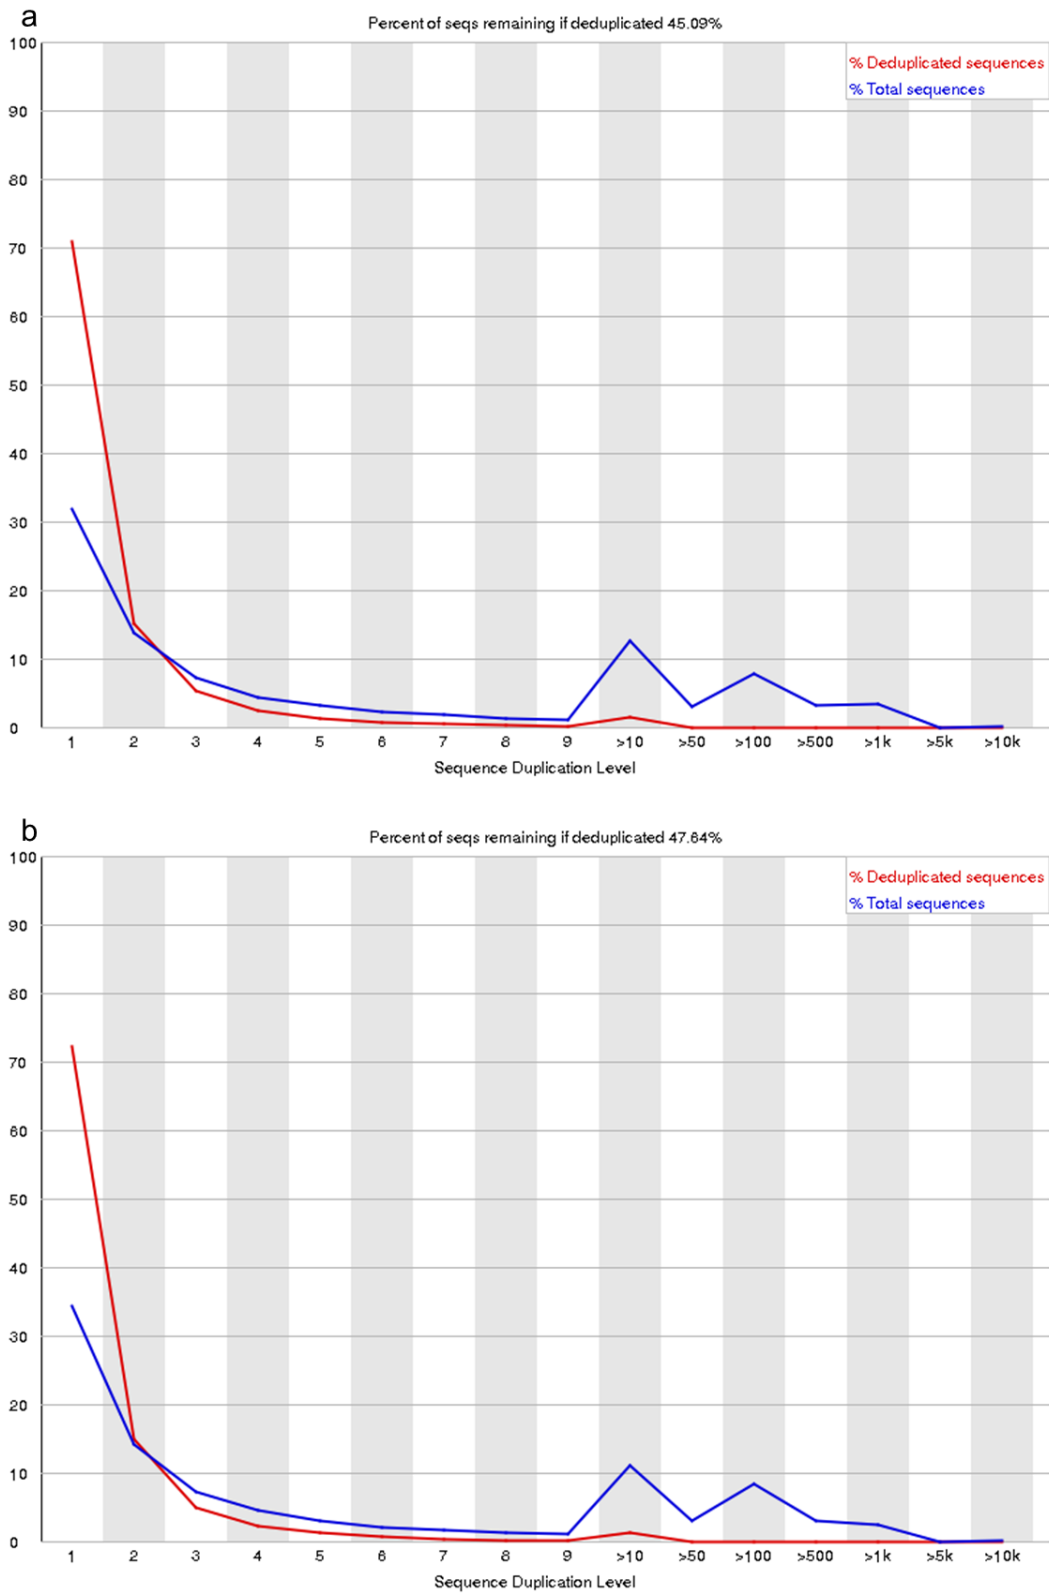 a
Percent of seqs remaining if deduplicated 45.09%
% Deduplicated sequences
% Total sequences
100
90
80
70
60
50
40
30
20
10
0
1 2 3 4 5 6 7 8 9 >10 >50 >100 >500 >1k >5k >10k
Sequence Duplication Level
b
Percent of seqs remaining if deduplicated 47.64%
% Deduplicated sequences
% Total sequences
100
90
80
70
60
50
40
30
20
10
0
1 2 3 4 5 6 7 8 9 >10 >50 >100 >500 >1k >5k >10k
Sequence Duplication Level